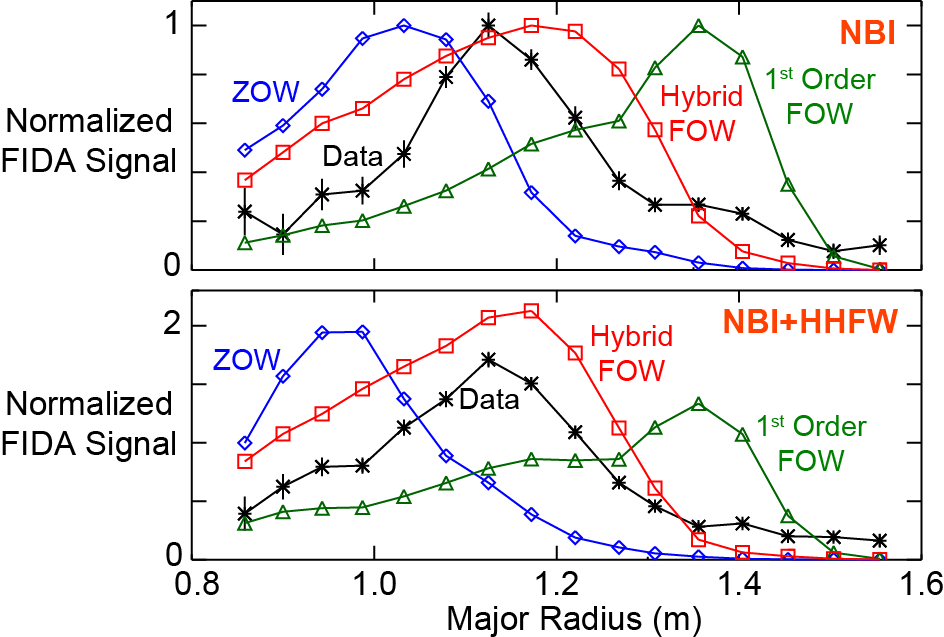 1
NBI
ZOW
1st Order
FOW
Hybrid
FOW
Normalized
FIDA Signal
Data
0
2
NBI+HHFW
ZOW
Hybrid
FOW
Data
Normalized
FIDA Signal
1st Order
FOW
1
0
0.8
1.0
1.2
1.4
1.6
Major Radius (m)